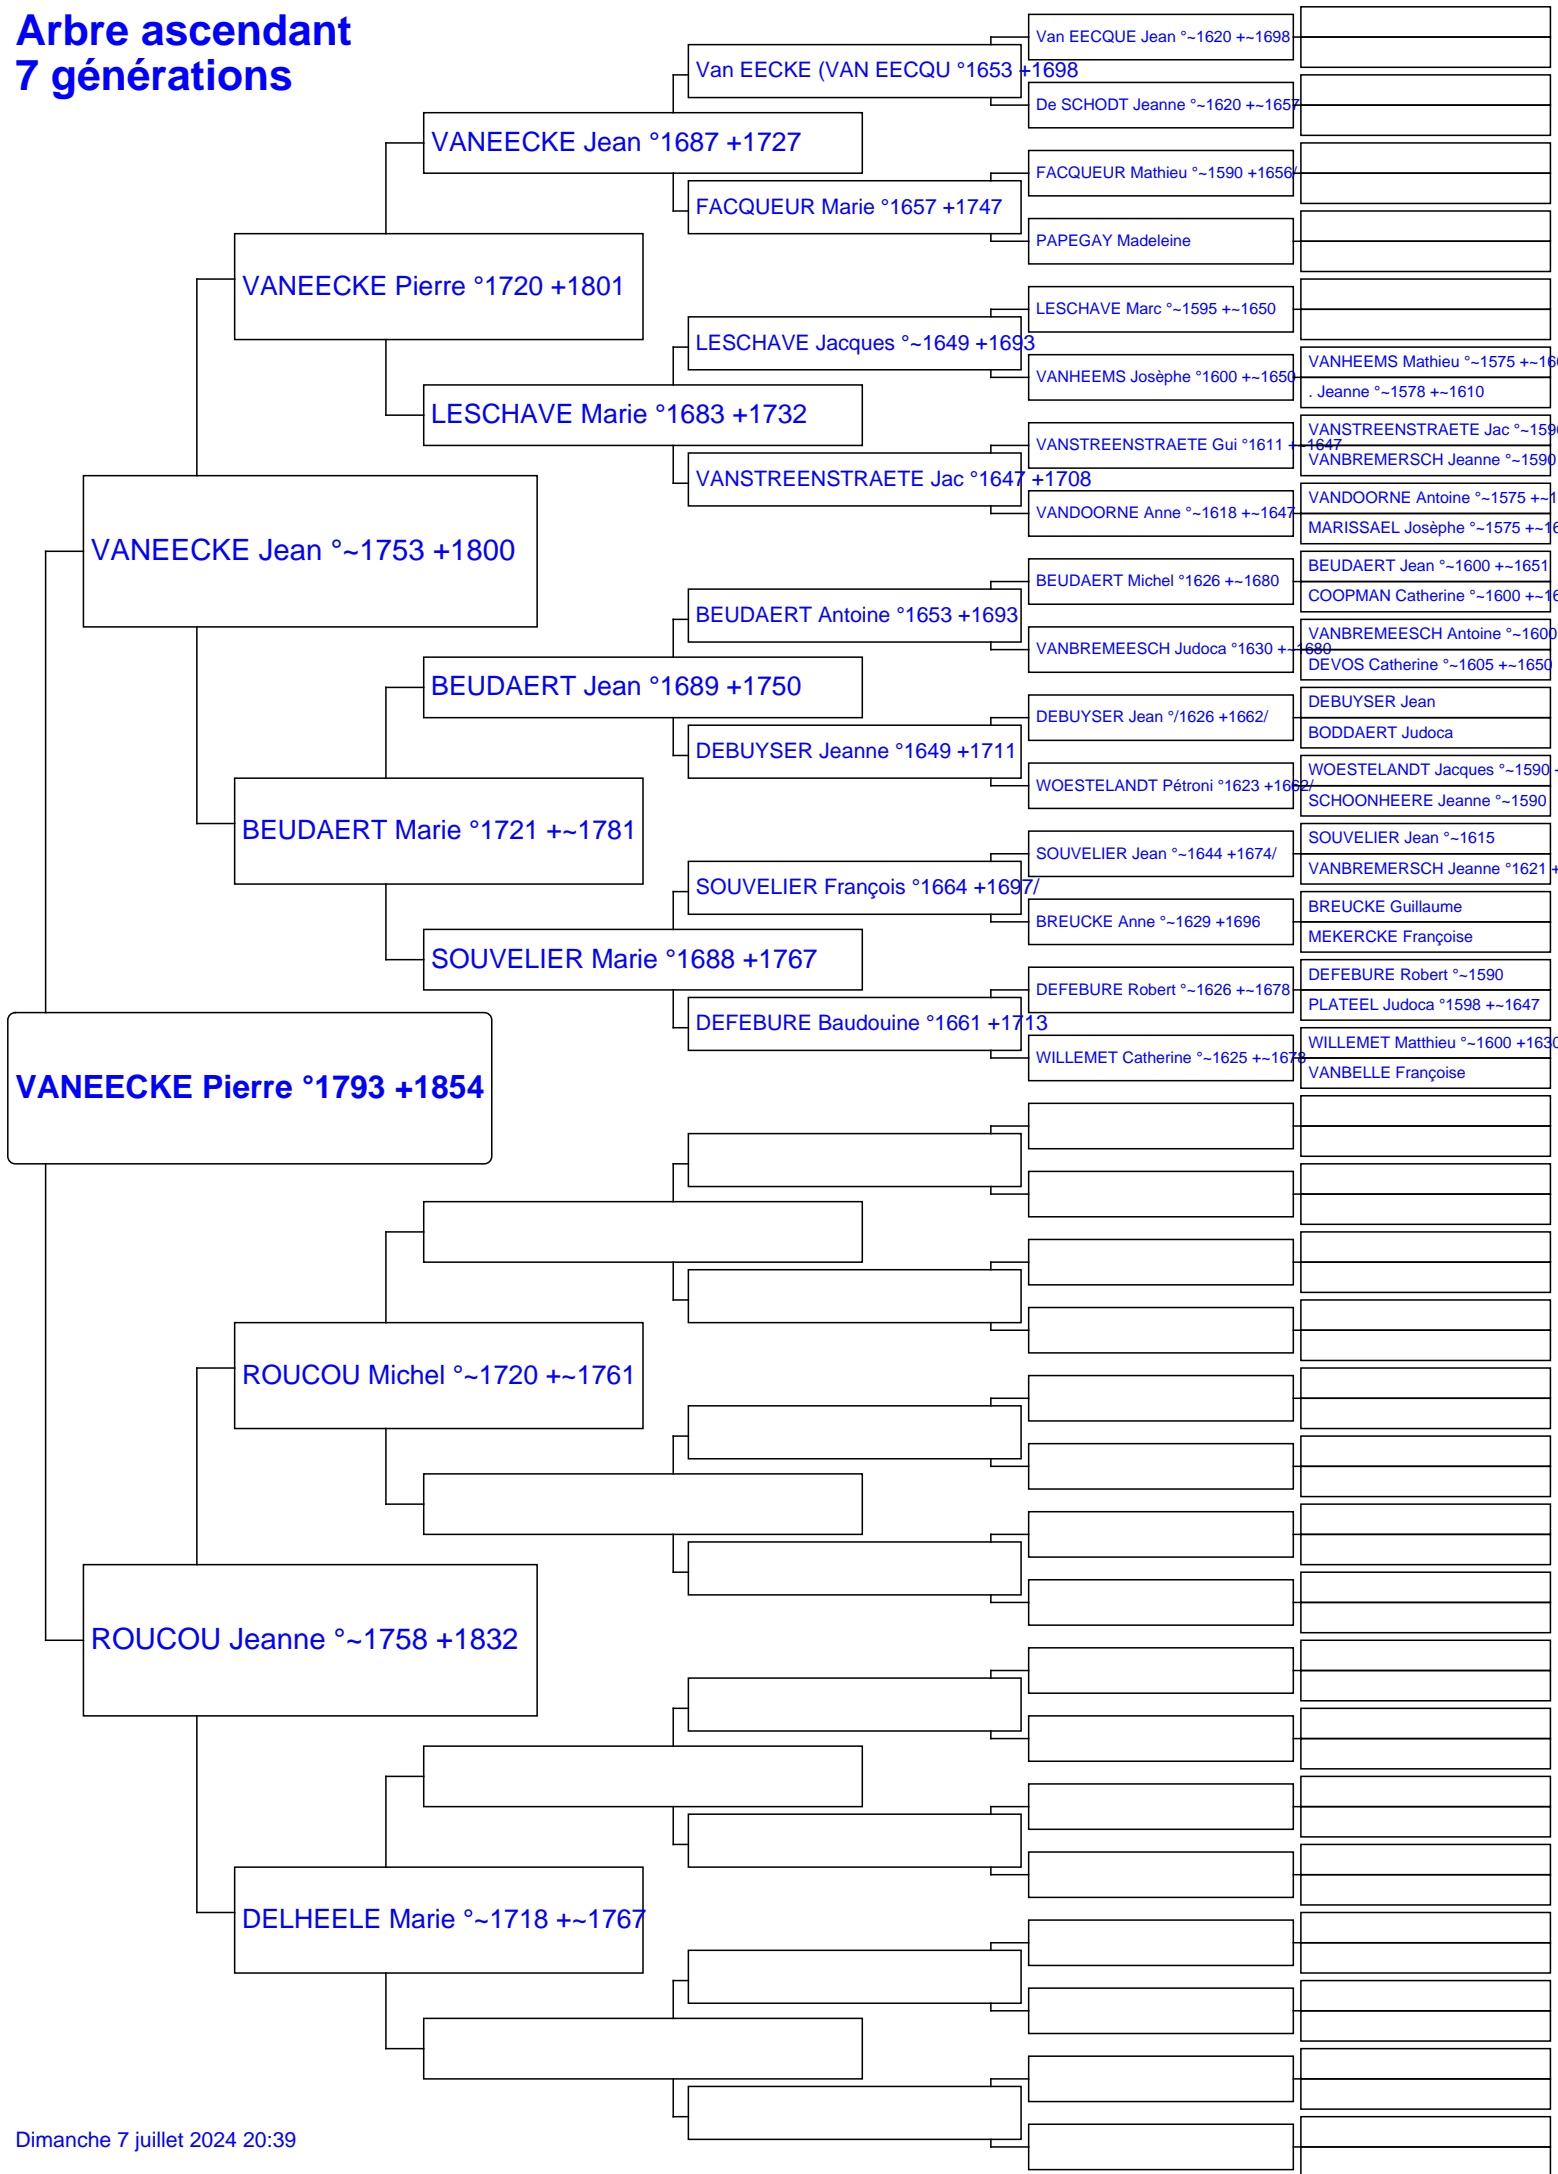 Arbre ascendant
7 générations
VANEECKE Pierre °1793 +1854
VANEECKE Jean °~1753 +1800
ROUCOU Jeanne °~1758 +1832
VANEECKE Pierre °1720 +1801
BEUDAERT Marie °1721 +~1781
ROUCOU Michel °~1720 +~1761
DELHEELE Marie °~1718 +~1767
VANEECKE Jean °1687 +1727
LESCHAVE Marie °1683 +1732
BEUDAERT Jean °1689 +1750
SOUVELIER Marie °1688 +1767
Van EECKE (VAN EECQU °1653 +1698
FACQUEUR Marie °1657 +1747
LESCHAVE Jacques °~1649 +1693
VANSTREENSTRAETE Jac °1647 +1708
BEUDAERT Antoine °1653 +1693
DEBUYSER Jeanne °1649 +1711
SOUVELIER François °1664 +1697/
DEFEBURE Baudouine °1661 +1713
Van EECQUE Jean °~1620 +~1698
De SCHODT Jeanne °~1620 +~1657
FACQUEUR Mathieu °~1590 +1656/
PAPEGAY Madeleine
LESCHAVE Marc °~1595 +~1650
VANHEEMS Josèphe °1600 +~1650
VANSTREENSTRAETE Gui °1611 +~1647
VANDOORNE Anne °~1618 +~1647
BEUDAERT Michel °1626 +~1680
VANBREMEESCH Judoca °1630 +~1680
DEBUYSER Jean °/1626 +1662/
WOESTELANDT Pétroni °1623 +1662/
SOUVELIER Jean °~1644 +1674/
BREUCKE Anne °~1629 +1696
DEFEBURE Robert °~1626 +~1678
WILLEMET Catherine °~1625 +~1678
VANHEEMS Mathieu °~1575 +~16
. Jeanne °~1578 +~1610
VANSTREENSTRAETE Jac °~159
VANBREMERSCH Jeanne °~1590
VANDOORNE Antoine °~1575 +~1
MARISSAEL Josèphe °~1575 +~16
BEUDAERT Jean °~1600 +~1651
COOPMAN Catherine °~1600 +~16
VANBREMEESCH Antoine °~1600
DEVOS Catherine °~1605 +~1650
DEBUYSER Jean
BODDAERT Judoca
WOESTELANDT Jacques °~1590 +
SCHOONHEERE Jeanne °~1590
SOUVELIER Jean °~1615
VANBREMERSCH Jeanne °1621 +
BREUCKE Guillaume
MEKERCKE Françoise
DEFEBURE Robert °~1590
PLATEEL Judoca °1598 +~1647
WILLEMET Matthieu °~1600 +1630
VANBELLE Françoise
Dimanche 7 juillet 2024 20:39